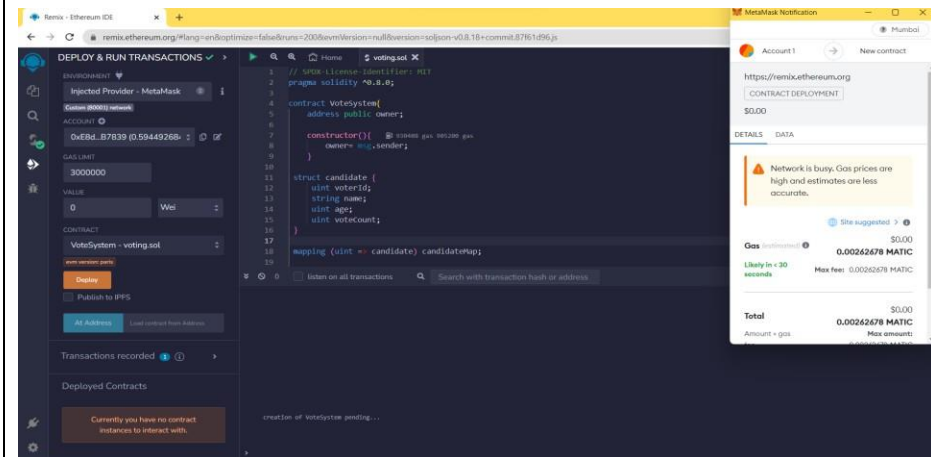 Remix - Ethereum IDE
remix.ethereum.org/#lang=en&optimize=false&runs=200&evmVersion=null&version=soljson-v0.8.18+commit.87f61d96.js
DEPLOY & RUN TRANSACTIONS
ENVIRONMENT
Injected Provider - MetaMask
Custom (80001) network
ACCOUNT
0xE8d...B7839 (0.59449268
GAS LIMIT
3000000
VALUE
0
Wei
CONTRACT
VoteSystem - voting.sol
evm version: paris
Deploy
Publish to IPFS
At Address
Load contract from Address
Transactions recorded 1
Deployed Contracts
Currently you have no contract
instances to interact with.
Home
voting.sol
1 // SPDX-License-Identifier: MIT
2 pragma solidity ^0.8.0;
3
4 contract VoteSystem{
5 address public owner;
6
7 constructor(){
8 owner= msg.sender;
9 }
10
11 struct candidate {
12 uint voterId;
13 string name;
14 uint age;
15 uint voteCount;
16 }
17
18 mapping (uint => candidate) candidateMap;
19
0
listen on all transactions
Search with transaction hash or address
creation of VoteSystem pending...
MetaMask Notification
Mumbai
Account 1
New contract
https://remix.ethereum.org
CONTRACT DEPLOYMENT
$0.00
DETAILS DATA
Network is busy. Gas prices are
high and estimates are less
accurate.
Site suggested >
$0.00
Gas (estimated) 0.00262678 MATIC
Likely in < 30
seconds
Max fee: 0.00262678 MATIC
$0.00
Total 0.00262678 MATIC
Amount + gas
Max amount: